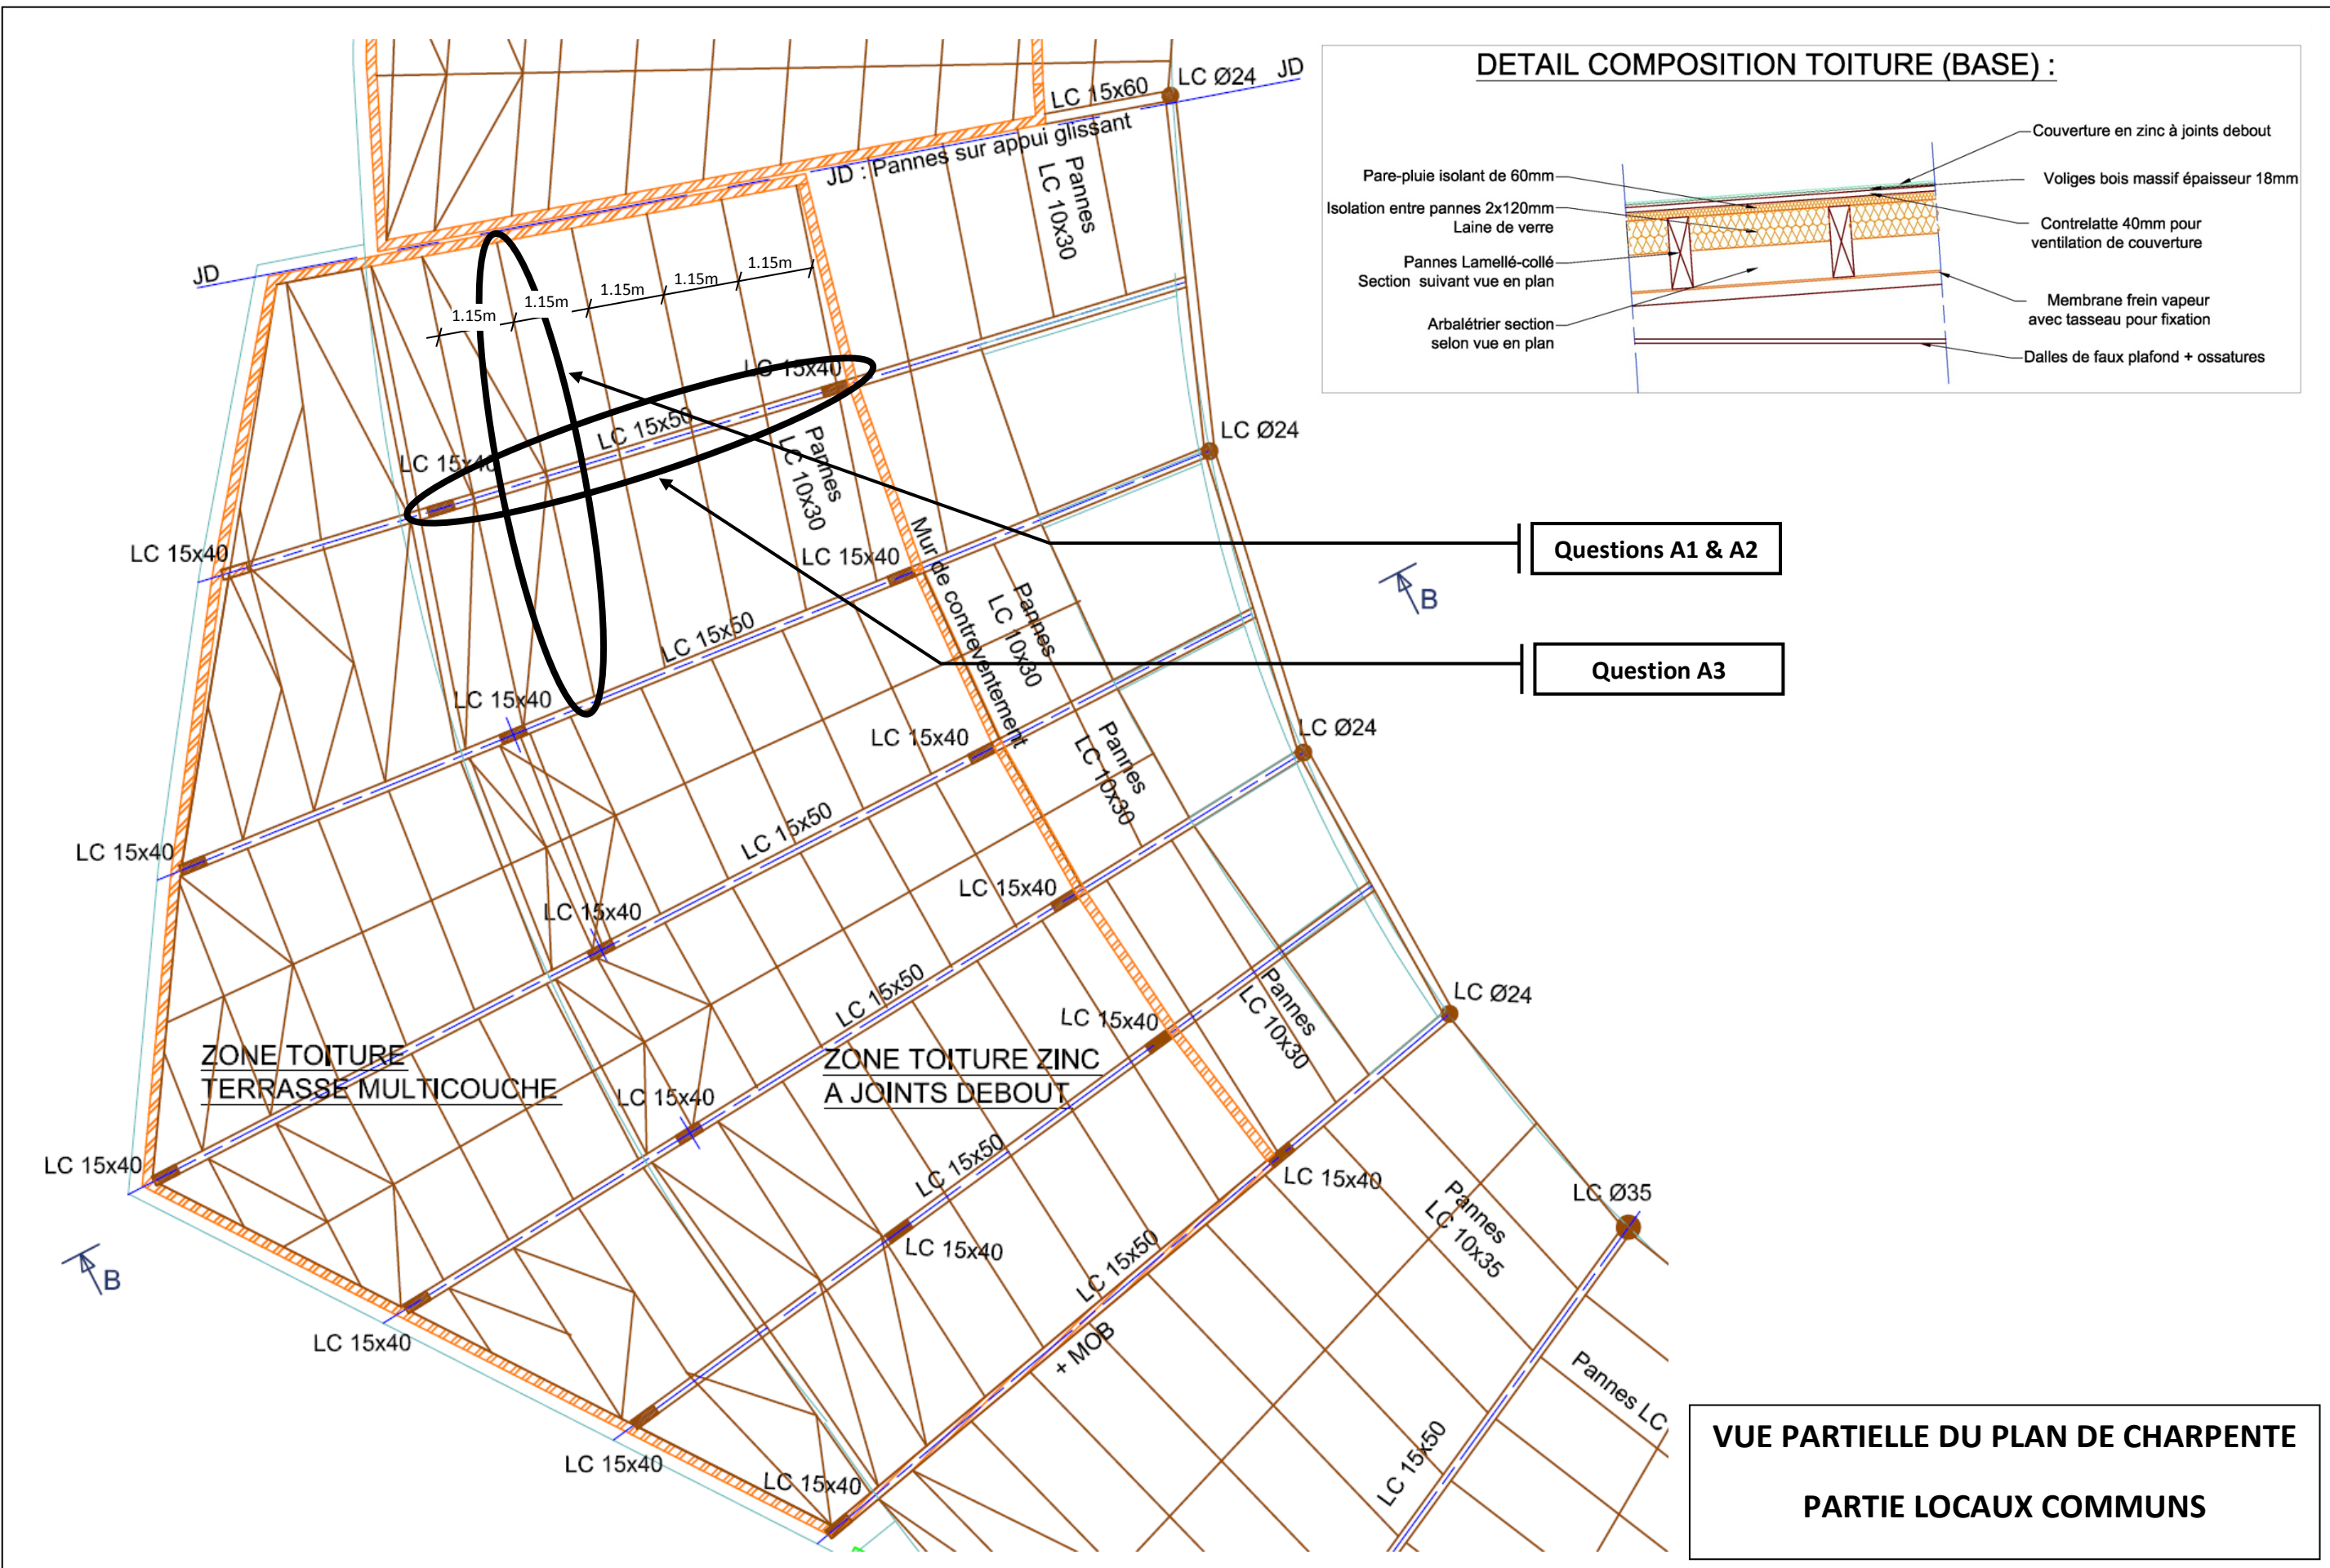 DETAIL COMPOSITION TOITURE (BASE) :
Couverture en zinc à joints debout
Pare-pluie isolant de 60mm
Voliges bois massif épaisseur 18mm
Isolation entre pannes 2x120mm
Laine de verre
Contrelatte 40mm pour
ventilation de couverture
Pannes Lamellé-collé
Section suivant vue en plan
Membrane frein vapeur
avec tasseau pour fixation
Arbalétrier section
selon vue en plan
Dalles de faux plafond + ossatures
LC 15x60
LC Ø24
JD
JD : Pannes sur appui glissant
Pannes
LC 10x30
JD
1.15m
1.15m
1.15m
1.15m
1.15m
LC 15x40
LC 15x50
LC 15x40
Pannes
LC 10x30
LC Ø24
LC 15x40
LC 15x40
Mur de contreventement
Questions A1 & A2
B
Pannes
LC 10x30
LC 15x50
Question A3
LC 15x40
LC 15x40
LC Ø24
Pannes
LC 10x30
LC 15x40
LC 15x50
LC 15x40
LC 15x40
LC 15x50
LC 15x40
LC Ø24
Pannes
LC 10x30
ZONE TOITURE
TERRASSE MULTICOUCHE
ZONE TOITURE ZINC
A JOINTS DEBOUT
LC 15x40
LC 15x40
LC 15x50
LC 15x40
LC 15x40
LC Ø35
Pannes
LC 10x35
B
LC 15x50
+ MOB
LC 15x40
LC 15x40
LC 15x40
Pannes LC
LC 15x50
VUE PARTIELLE DU PLAN DE CHARPENTE
PARTIE LOCAUX COMMUNS